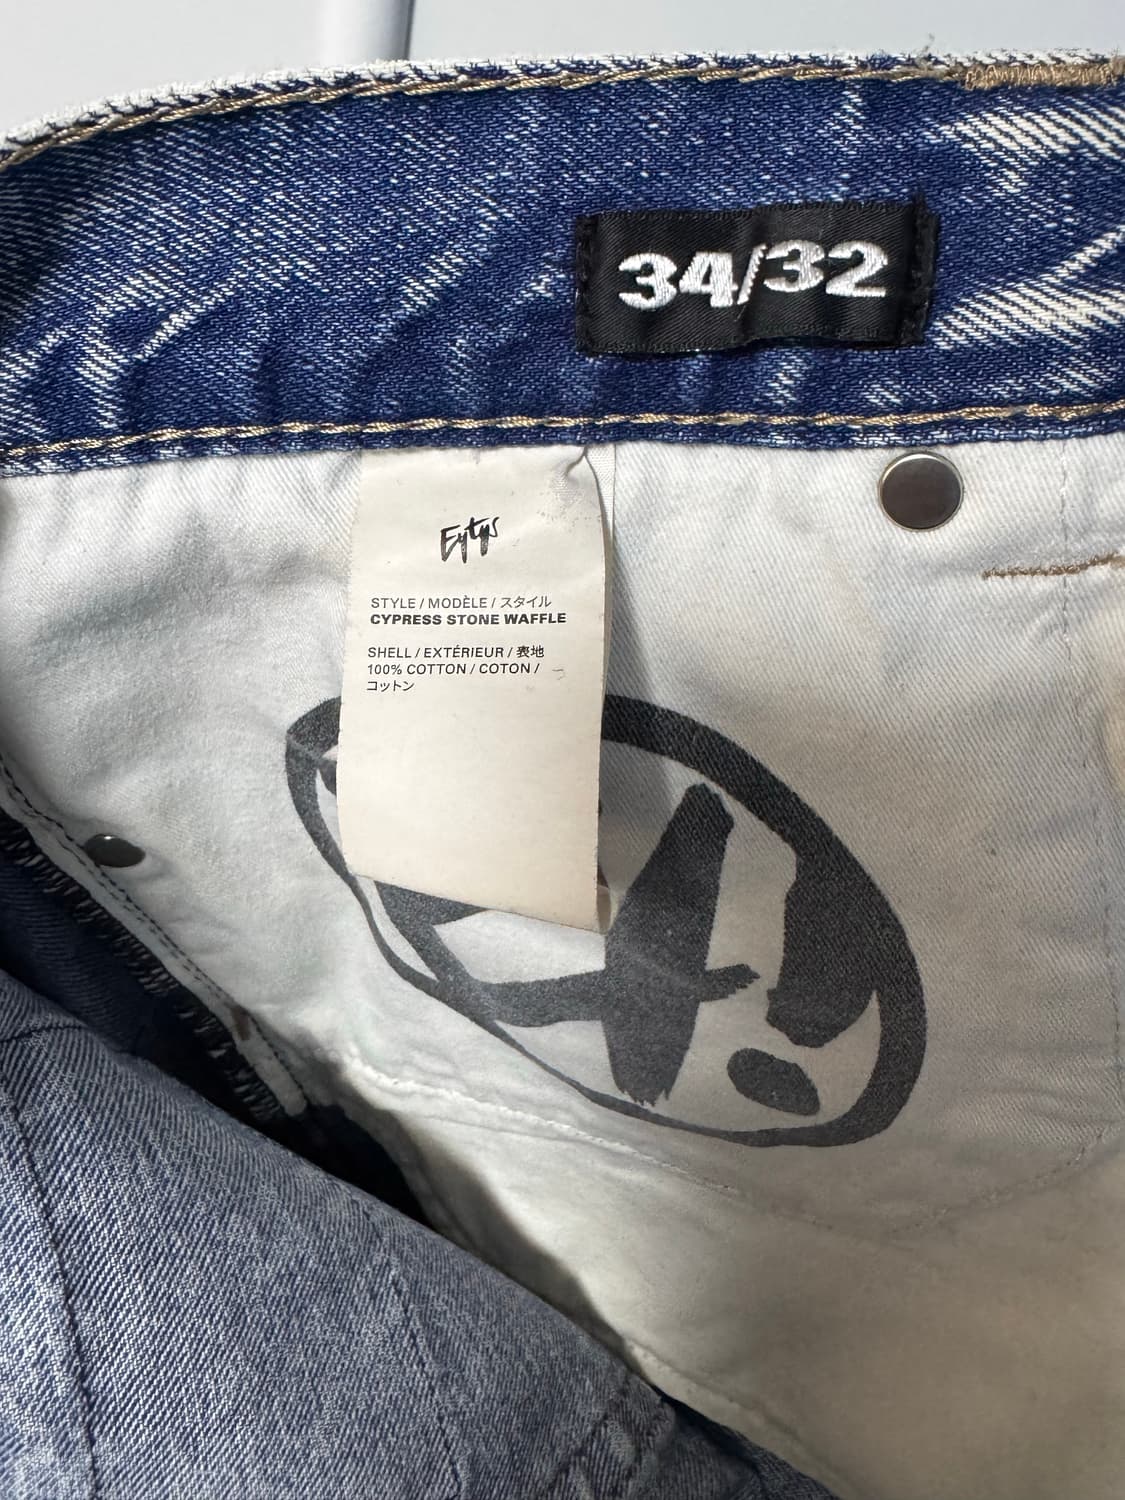 34/32
Eytys
STYLE / MODÈLE / スタイル
CYPRESS STONE WAFFLE
SHELL / EXTÉRIEUR / 表地
100% COTTON / COTON /
コットン